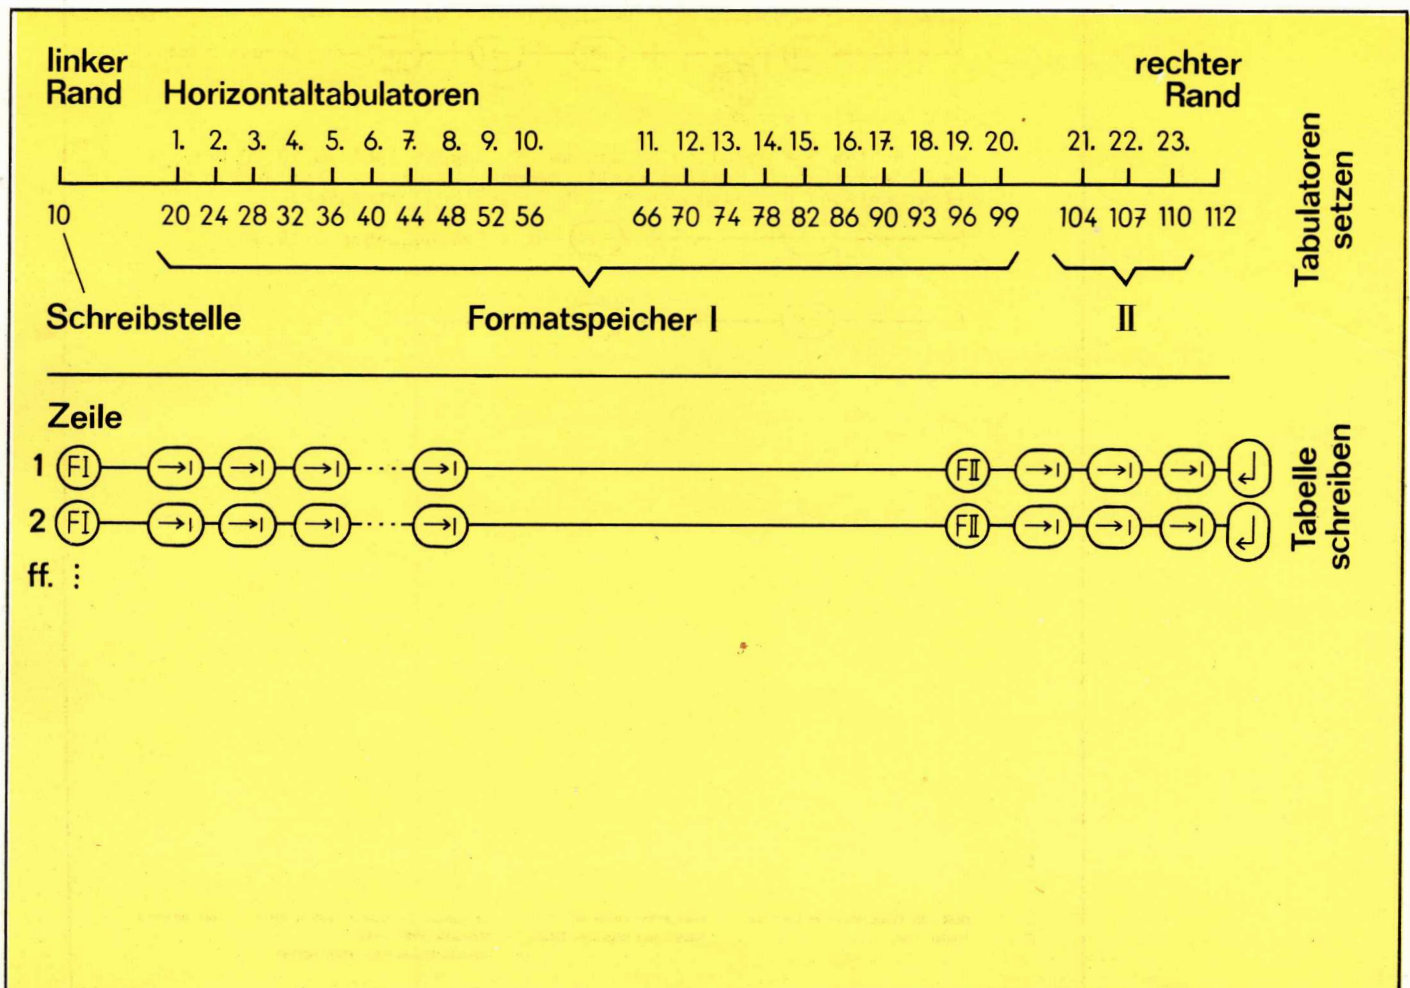 linker
Rand
Horizontaltabulatoren
rechter
Rand
1. 2. 3. 4. 5. 6. 7. 8. 9. 10. 11. 12. 13. 14. 15. 16. 17. 18. 19. 20. 21. 22. 23.
10 20 24 28 32 36 40 44 48 52 56 66 70 74 78 82 86 90 93 96 99 104 107 110 112
Schreibstelle
Formatspeicher I
II
Tabulatoren
setzen
Zeile
1 FI →I →I →I →I FII →I →I →I ↵
2 FI →I →I →I →I FII →I →I →I ↵
ff.
Tabelle
schreiben